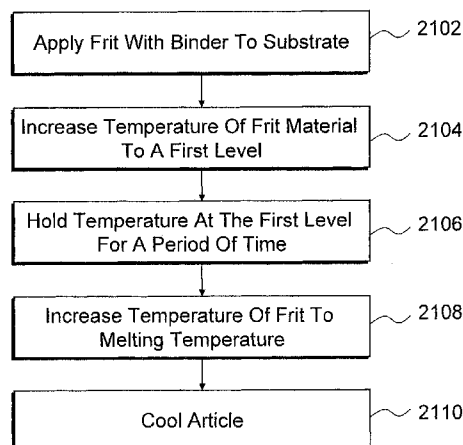 Apply Frit With Binder To Substrate
2102
Increase Temperature Of Frit Material
To A First Level
2104
Hold Temperature At The First Level
For A Period Of Time
2106
Increase Temperature Of Frit To
Melting Temperature
2108
Cool Article
2110